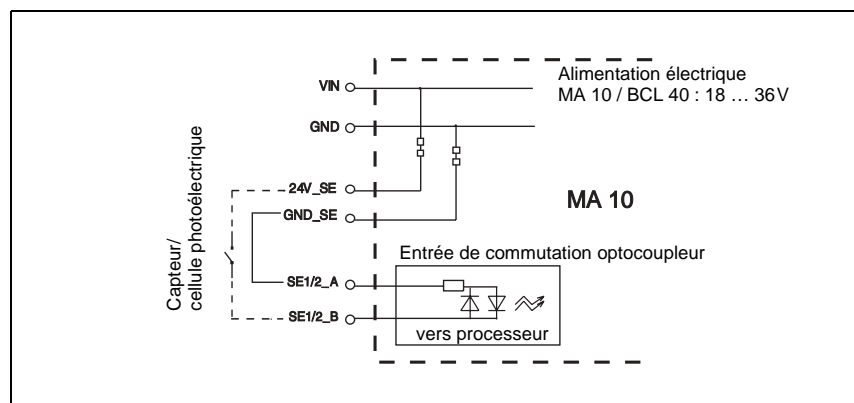 Alimentation électrique
VIN
MA 10 / BCL 40 : 18 … 36V
GND
Capteur/
cellule photoélectrique
24V_SE
GND_SE
MA 10
Entrée de commutation optocoupleur
SE1/2_A
SE1/2_B
vers processeur